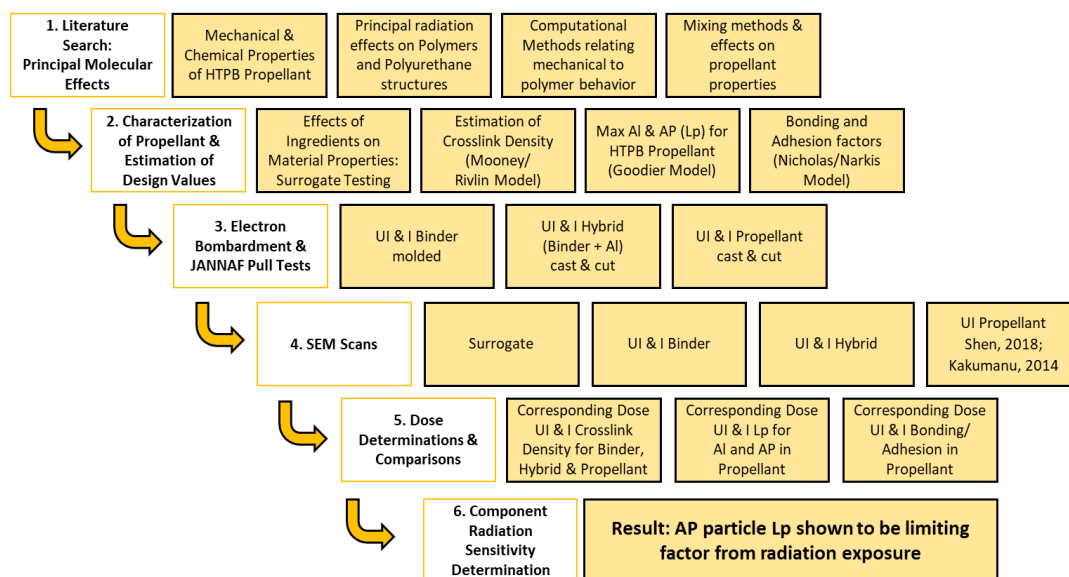 1. Literature
Search:
Principal Molecular
Effects
Mechanical &
Chemical Properties
of HTPB Propellant
Principal radiation
effects on Polymers
and Polyurethane
structures
Computational
Methods relating
mechanical to
polymer behavior
Mixing methods &
effects on
propellant
properties
2. Characterization
of Propellant &
Estimation of
Design Values
Effects of
Ingredients on
Material Properties:
Surrogate Testing
Estimation of
Crosslink Density
(Mooney/
Rivlin Model)
Max Al & AP (Lp) for
HTPB Propellant
(Goodier Model)
Bonding and
Adhesion factors
(Nicholas/Narkis
Model)
3. Electron
Bombardment &
JANNAF Pull Tests
UI & I Binder
molded
UI & I Hybrid
(Binder + Al)
cast & cut
UI & I Propellant
cast & cut
4. SEM Scans
Surrogate
UI & I Binder
UI & I Hybrid
UI Propellant
Shen, 2018;
Kakumanu, 2014
5. Dose
Determinations &
Comparisons
Corresponding Dose
UI & I Crosslink
Density for Binder,
Hybrid & Propellant
Corresponding Dose
UI & I Lp for
Al and AP in
Propellant
Corresponding Dose
UI & I Bonding/
Adhesion in
Propellant
6. Component
Radiation
Sensitivity
Determination
Result: AP particle Lp shown to be limiting
factor from radiation exposure